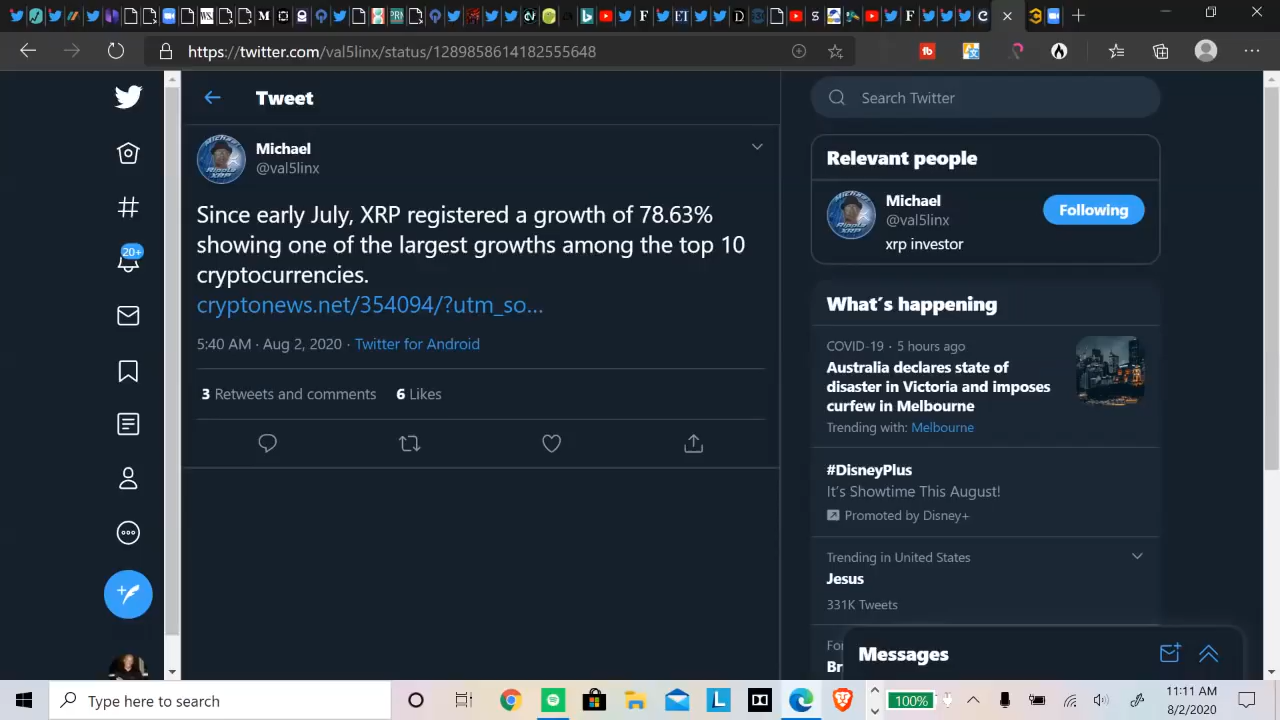 https://twitter.com/val5linx/status/1289858614182555648
Tweet
Michael
@val5linx
Since early July, XRP registered a growth of 78.63%
showing one of the largest growths among the top 10
cryptocurrencies.
cryptonews.net/354094/?utm_so...
5:40 AM · Aug 2, 2020 · Twitter for Android
3 Retweets and comments 6 Likes
20+
Search Twitter
Relevant people
Michael
@val5linx
Following
xrp investor
What´s happening
COVID-19 · 5 hours ago
Australia declares state of
disaster in Victoria and imposes
curfew in Melbourne
Trending with: Melbourne
#DisneyPlus
It's Showtime This August!
Promoted by Disney+
Trending in United States
Jesus
331K Tweets
Fo
Br
Messages
Type here to search
100%
11:11 AM
8/2/2020